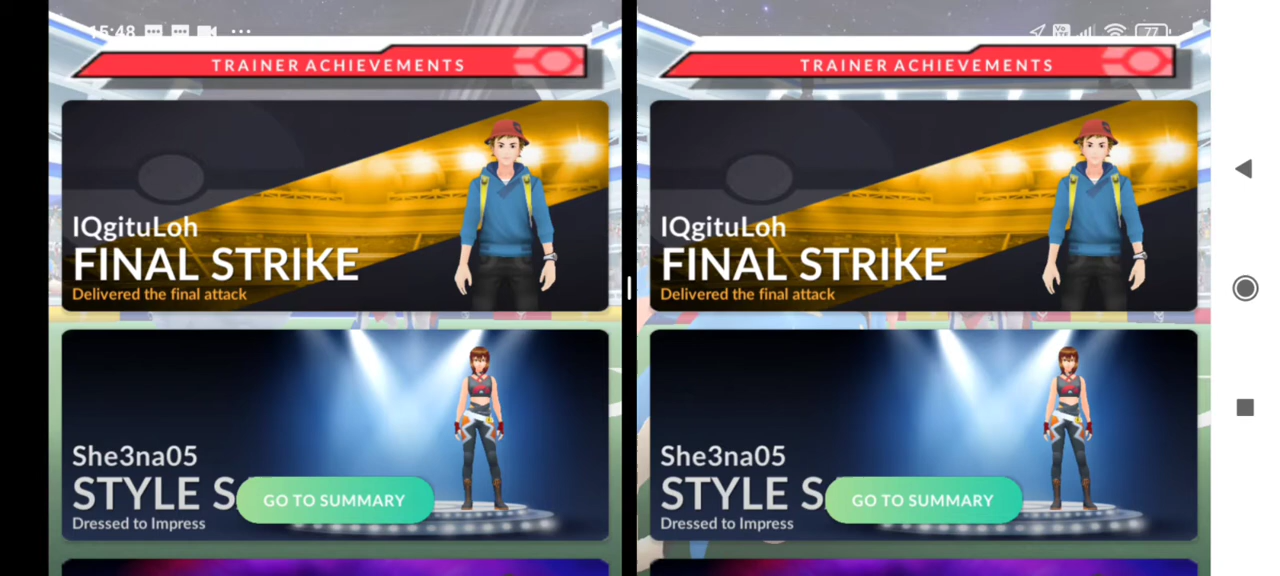 15:48
77
TRAINER ACHIEVEMENTS
IQgituLoh
FINAL STRIKE
Delivered the final attack
She3na05
STYLE
GO TO SUMMARY
Dressed to Impress
TRAINER ACHIEVEMENTS
IQgituLoh
FINAL STRIKE
Delivered the final attack
She3na05
STYLE
GO TO SUMMARY
Dressed to Impress